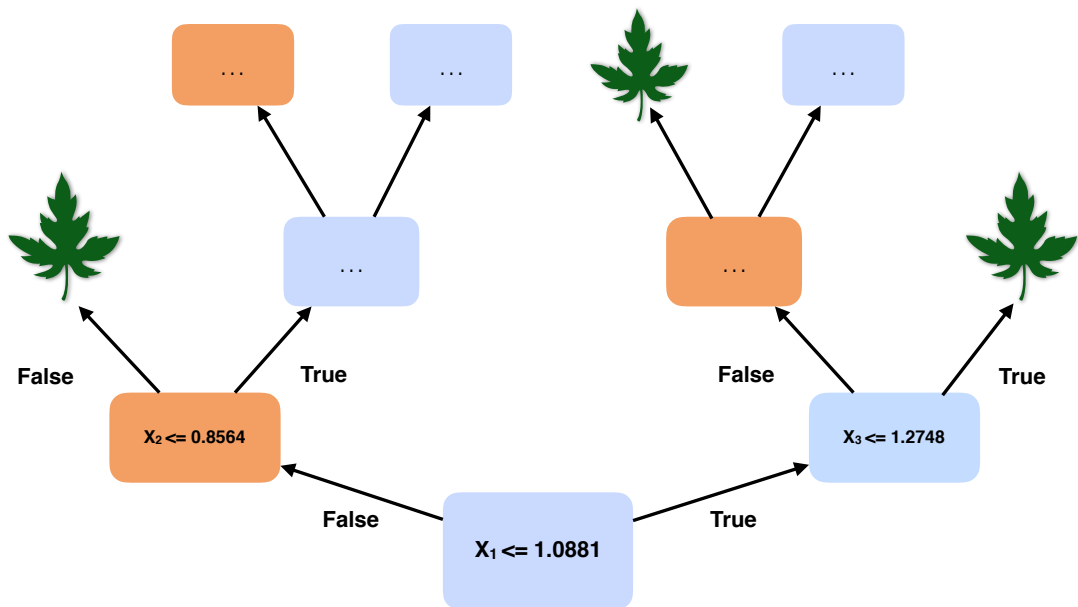 ...
...
...
...
...
False
True
False
True
X₂ <= 0.8564
X₃ <= 1.2748
False
True
X₁ <= 1.0881